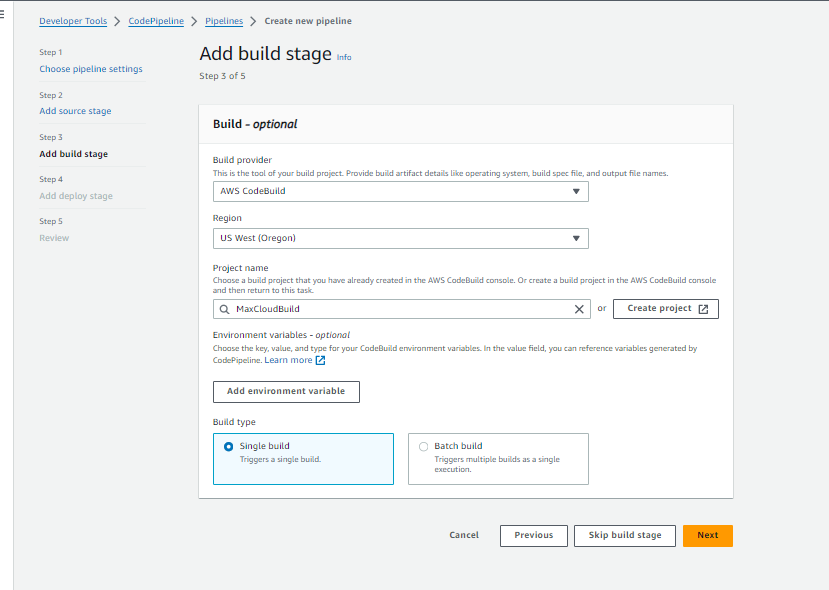 Developer Tools > CodePipeline > Pipelines > Create new pipeline
Step 1
Choose pipeline settings
Step 2
Add source stage
Step 3
Add build stage
Step 4
Add deploy stage
Step 5
Review
Add build stage Info
Step 3 of 5
Build - optional
Build provider
This is the tool of your build project. Provide build artifact details like operating system, build spec file, and output file names.
AWS CodeBuild
Region
US West (Oregon)
Project name
Choose a build project that you have already created in the AWS CodeBuild console. Or create a build project in the AWS CodeBuild console
and then return to this task.
MaxCloudBuild
or
Create project
Environment variables - optional
Choose the key, value, and type for your CodeBuild environment variables. In the value field, you can reference variables generated by
CodePipeline. Learn more
Add environment variable
Build type
Single build
Triggers a single build.
Batch build
Triggers multiple builds as a single
execution.
Cancel
Previous
Skip build stage
Next